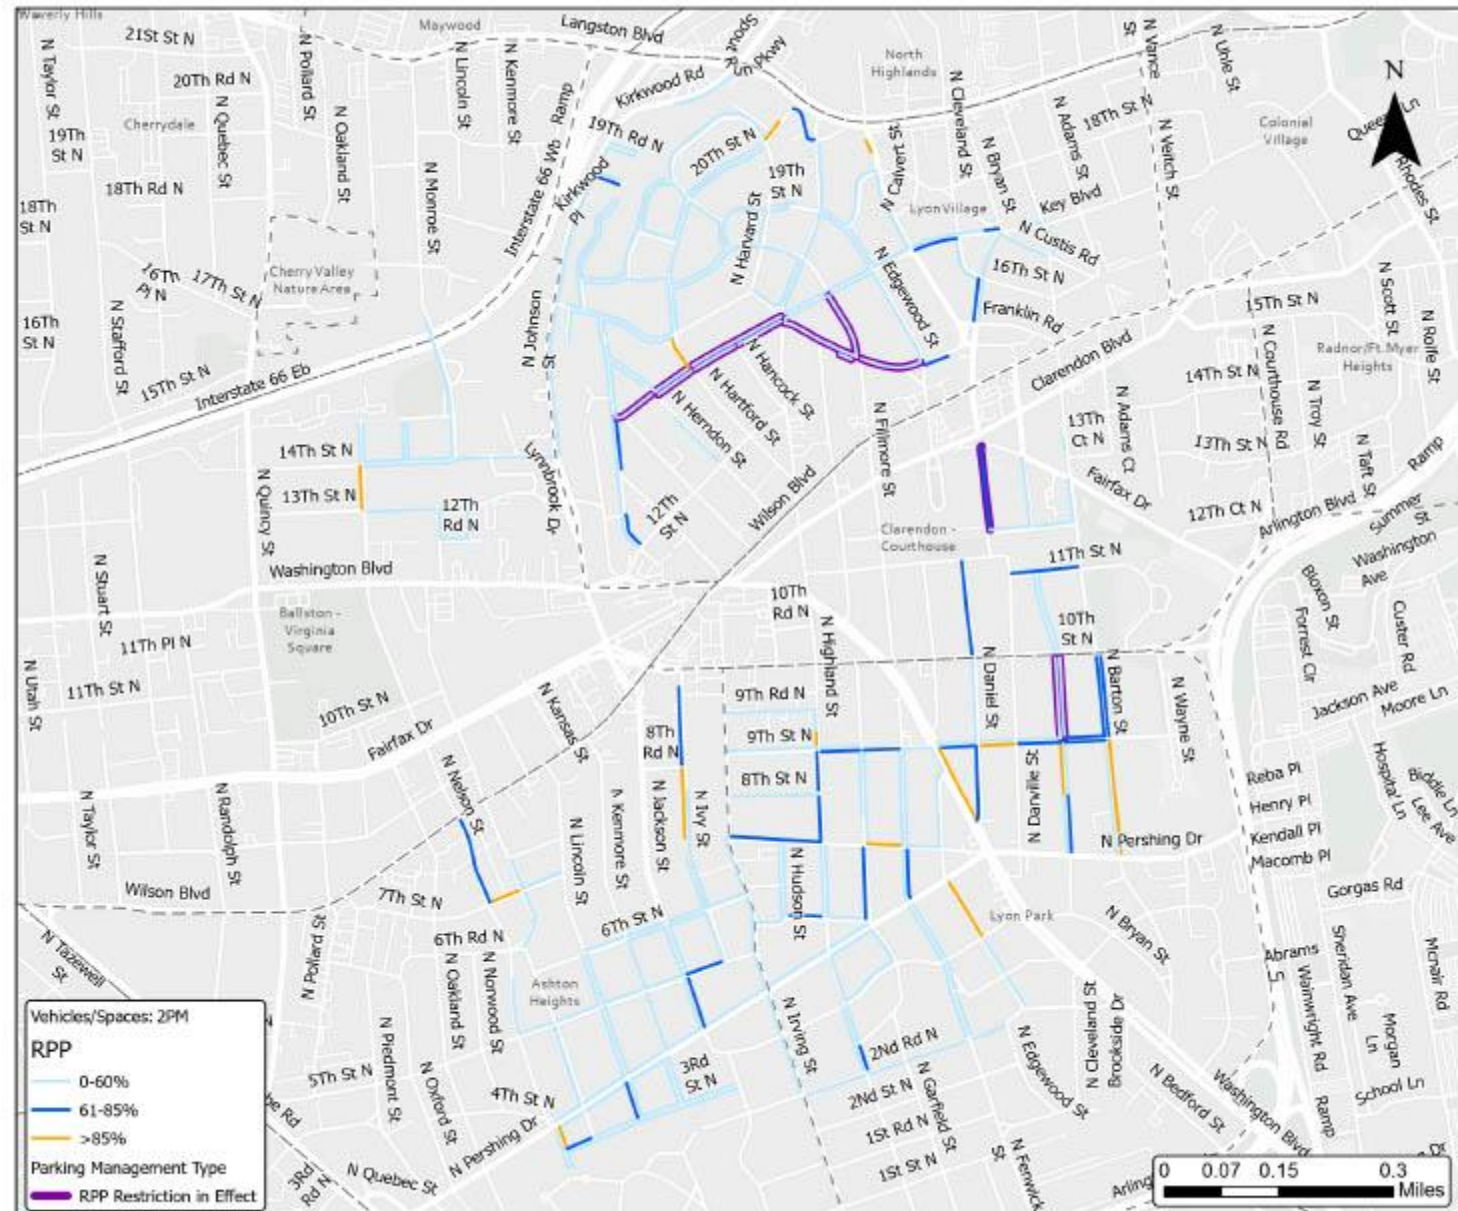 Waverly Hills
21St St N
N Pollard St
Maywood
Langston Blvd
Spout
Run Pkwy
North
Highlands
N Vance
St
N Uhle St
N
N Taylor St
20Th Rd N
N Quebec St
N Oakland St
N Lincoln St
N Kenmore St
Ramp
Kirkwood Rd
N Cleveland St
N Adams St
18Th St N
Colonial
Village
19Th
St N
Cherrydale
18Th Rd N
N Monroe St
Interstate 66 Wb
19Th Rd N
20Th St N
19Th
St N
N Calvert St
N Bryan St
N Veitch St
Rhodes St
18Th
St N
Kirkwood
Pl
N Harvard St
Lyon Village
Key Blvd
N Custis Rd
16Th
Pl N
17Th St N
Cherry Valley
Nature Area
N Edgewood St
16Th St N
Franklin Rd
15Th St N
N Scott St
16Th
St N
N Stafford St
15Th St N
Interstate 66 Eb
N Johnson
St
N Hancock St
N Hartford St
N Herndon St
N Fillmore St
Clarendon Blvd
N Courthouse Rd
Radnor/Ft. Myer
Heights
N Rolfe St
14Th St N
N Troy St
N Adams Ct
13Th
Ct N
13Th St N
N Taft St
Ramp
14Th St N
13Th St N
12Th
Rd N
Lynnbrook Dr
12Th
St N
Wilson Blvd
Clarendon -
Courthouse
Fairfax Dr
12Th Ct N
Arlington Blvd
Summer
Washington
Ave
N Quincy St
N Stuart St
Washington Blvd
11Th St N
Ballston -
Virginia
Square
10Th
Rd N
10Th
St N
Bloxon St
Forrest Cir
Custer Rd
11Th Pl N
N Utah St
11Th St N
10Th St N
Fairfax Dr
N Kansas St
N Highland St
9Th Rd N
N Daniel St
N Barton St
N Wayne St
Jackson Ave
Moore Ln
8Th
Rd N
9Th St N
8Th St N
N Danville St
Reba Pl
Henry Pl
Kendall Pl
Macomb Pl
Hospital Ln
Biddle Ln
Lee Ave
N Taylor St
N Randolph St
N Nelson St
N Lincoln St
N Kenmore St
N Jackson St
N Ivy St
N Pershing Dr
Wilson Blvd
7Th St N
N Hudson St
Gorgas Rd
N Tazewell
St
N Pollard St
6Th Rd N
6Th St N
Lyon Park
N Bryan St
Abrams
Ln
Sheridan Ave
Mcnair Rd
N Oakland St
N Norwood St
Ashton
Heights
N Irving St
N Cleveland St
Brookside Dr
Wainwright Rd
Morgan
Ln
N Piedmont St
5Th St N
N Oxford St
4Th St N
3Rd
St N
2Nd Rd N
2Nd St N
N Edgewood St
N Bedford St
School Ln
Washington Blvd
Ramp
N Pershing Dr
N Quebec St
3Rd
Rd N
N Garfield St
1St Rd N
1St St N
N Fenwick
St
Vehicles/Spaces: 2PM
RPP
0-60%
61-85%
>85%
Parking Management Type
RPP Restriction in Effect
0 0.07 0.15 0.3
Miles